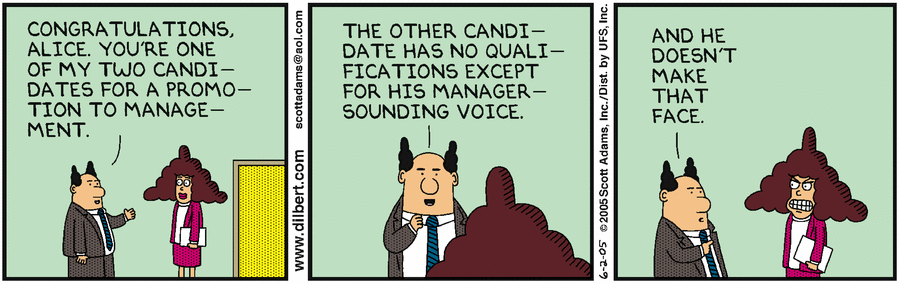 CONGRATULATIONS,
ALICE. YOU'RE ONE
OF MY TWO CANDI-
DATES FOR A PROMO-
TION TO MANAGE-
MENT.
www.dilbert.com
scottadams@aol.com
THE OTHER CANDI-
DATE HAS NO QUALI-
FICATIONS EXCEPT
FOR HIS MANAGER-
SOUNDING VOICE.
6-2-05 ©2005 Scott Adams, Inc./Dist. by UFS, Inc.
AND HE
DOESN'T
MAKE
THAT
FACE.